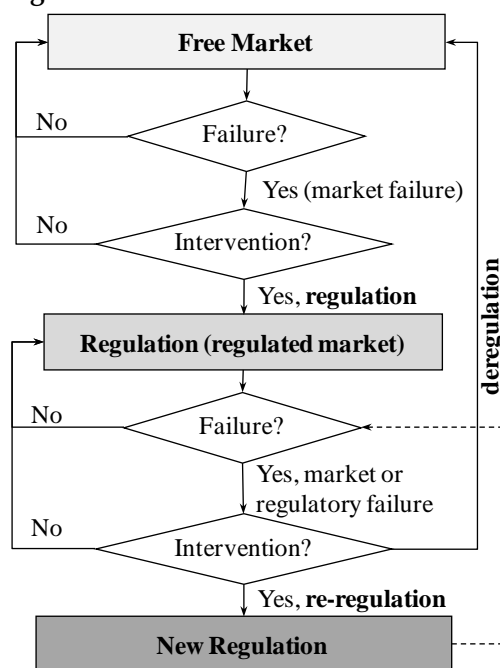 Free Market
No
Failure?
Yes (market failure)
No
Intervention?
Yes, regulation
deregulation
Regulation (regulated market)
No
Failure?
Yes, market or
regulatory failure
No
Intervention?
Yes, re-regulation
New Regulation